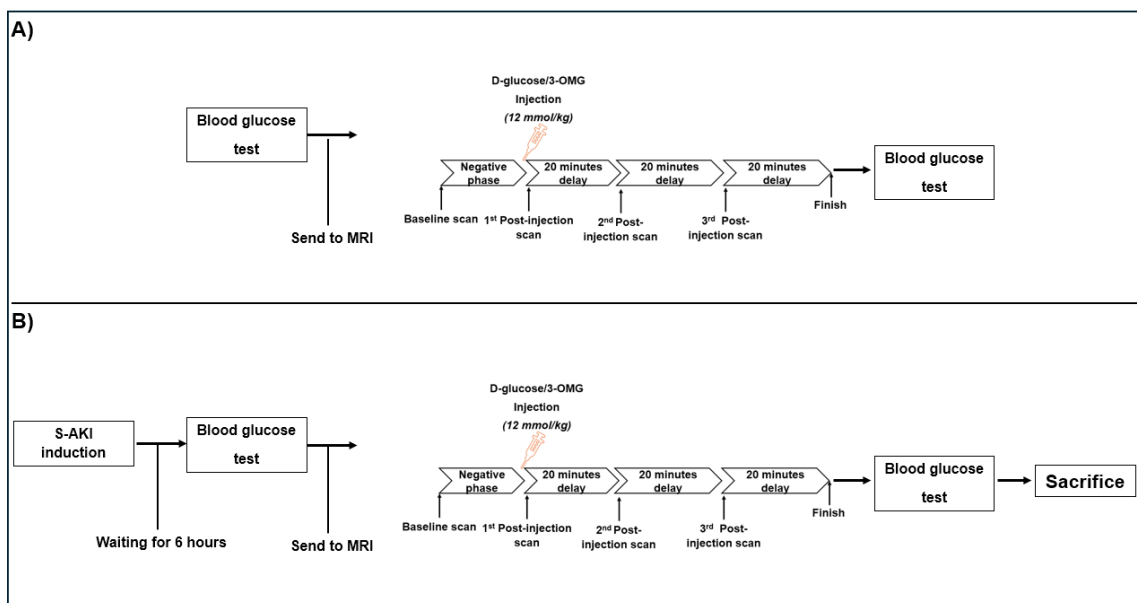 A)
D-glucose/3-OMG
Injection
(12 mmol/kg)
Blood glucose
test
Send to MRI
Negative
phase
20 minutes
delay
20 minutes
delay
20 minutes
delay
Baseline scan
1st Post-injection
scan
2nd Post-
injection scan
3rd Post-
injection scan
Finish
Blood glucose
test
B)
D-glucose/3-OMG
Injection
(12 mmol/kg)
S-AKI
induction
Waiting for 6 hours
Blood glucose
test
Send to MRI
Negative
phase
20 minutes
delay
20 minutes
delay
20 minutes
delay
Baseline scan
1st Post-injection
scan
2nd Post-
injection scan
3rd Post-
injection scan
Finish
Blood glucose
test
Sacrifice